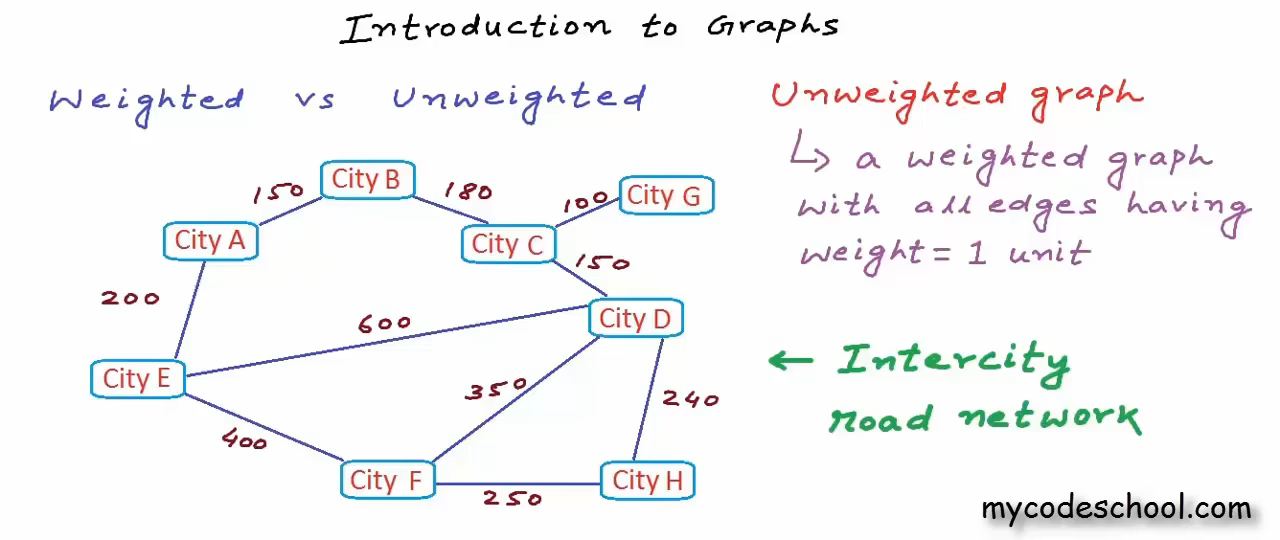 Introduction to Graphs
Weighted vs Unweighted
Unweighted graph
↳ a weighted graph
with all edges having
weight = 1 unit
150
City B
180
100
City G
City A
City C
150
200
600
City D
City E
350
240
400
City F
250
City H
← Intercity
road network
mycodeschool.com